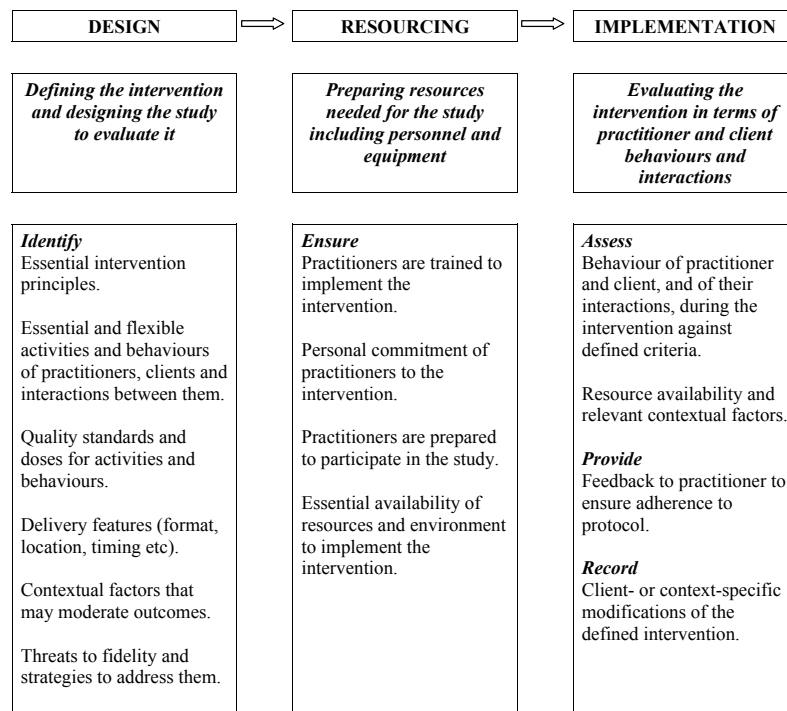 DESIGN
RESOURCING
IMPLEMENTATION
Defining the intervention
and designing the study
to evaluate it
Preparing resources
needed for the study
including personnel and
equipment
Evaluating the
intervention in terms of
practitioner and client
behaviours and
interactions
Identify
Essential intervention
principles.
Essential and flexible
activities and behaviours
of practitioners, clients and
interactions between them.
Quality standards and
doses for activities and
behaviours.
Delivery features (format,
location, timing etc).
Contextual factors that
may moderate outcomes.
Threats to fidelity and
strategies to address them.
Ensure
Practitioners are trained to
implement the
intervention.
Personal commitment of
practitioners to the
intervention.
Practitioners are prepared
to participate in the study.
Essential availability of
resources and environment
to implement the
intervention.
Assess
Behaviour of practitioner
and client, and of their
interactions, during the
intervention against
defined criteria.
Resource availability and
relevant contextual factors.
Provide
Feedback to practitioner to
ensure adherence to
protocol.
Record
Client- or context-specific
modifications of the
defined intervention.